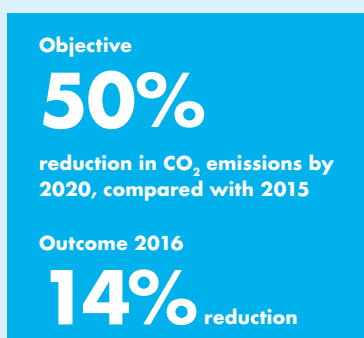 Objective
50%
reduction in CO₂ emissions by
2020, compared with 2015
Outcome 2016
14% reduction